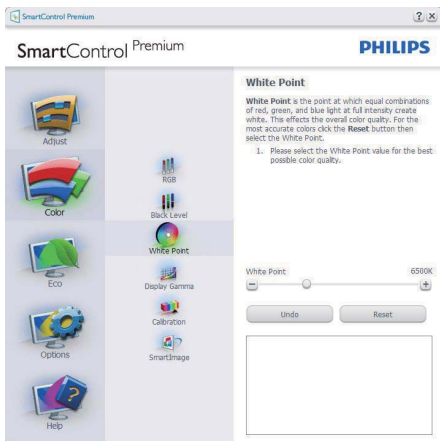 SmartControl Premium
? ×
SmartControl Premium
PHILIPS
Adjust
Color
Eco
Options
Help
RGB
Black Level
White Point
Display Gamma
Calibration
SmartImage
White Point
White Point is the point at which equal combinations
of red, green, and blue light at full intensity create
white. This effects the overall color quality. For the
most accurate colors click the Reset button then
select the White Point.
1. Please select the White Point value for the best
possible color quality.
White Point 6500K
− +
Undo Reset